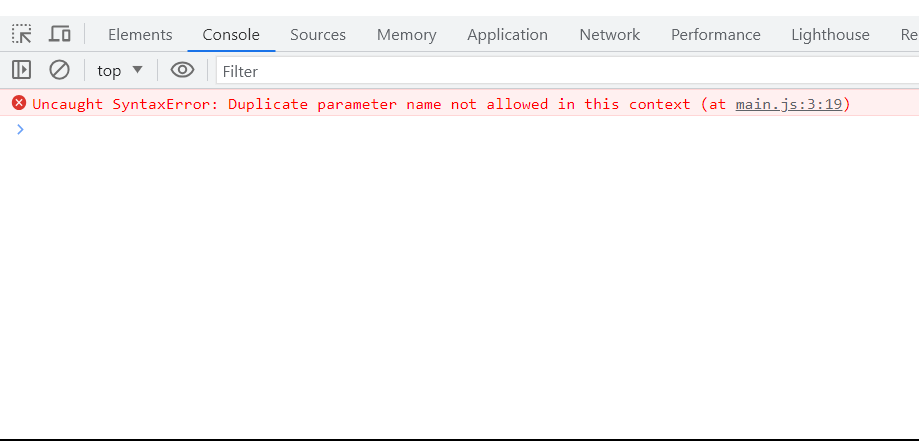 Elements Console Sources Memory Application Network Performance Lighthouse Re
top Filter
Uncaught SyntaxError: Duplicate parameter name not allowed in this context (at main.js:3:19)